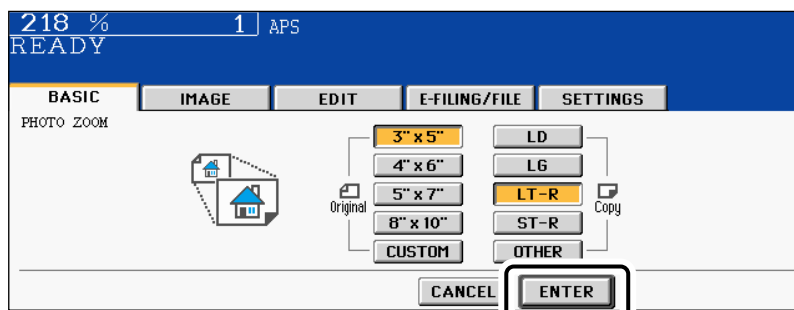 218 % 1 APS
READY
BASIC IMAGE EDIT E-FILING/FILE SETTINGS
PHOTO ZOOM
3" x 5" LD
4" x 6" LG
Original 5" x 7" LT-R Copy
8" x 10" ST-R
CUSTOM OTHER
CANCEL ENTER